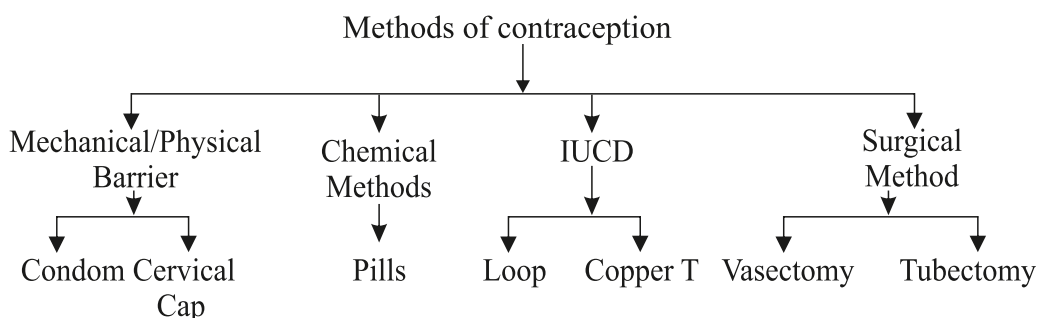 Methods of contraception
Mechanical/Physical
Barrier
Chemical
Methods
IUCD
Surgical
Method
Condom
Cervical
Cap
Pills
Loop
Copper T
Vasectomy
Tubectomy